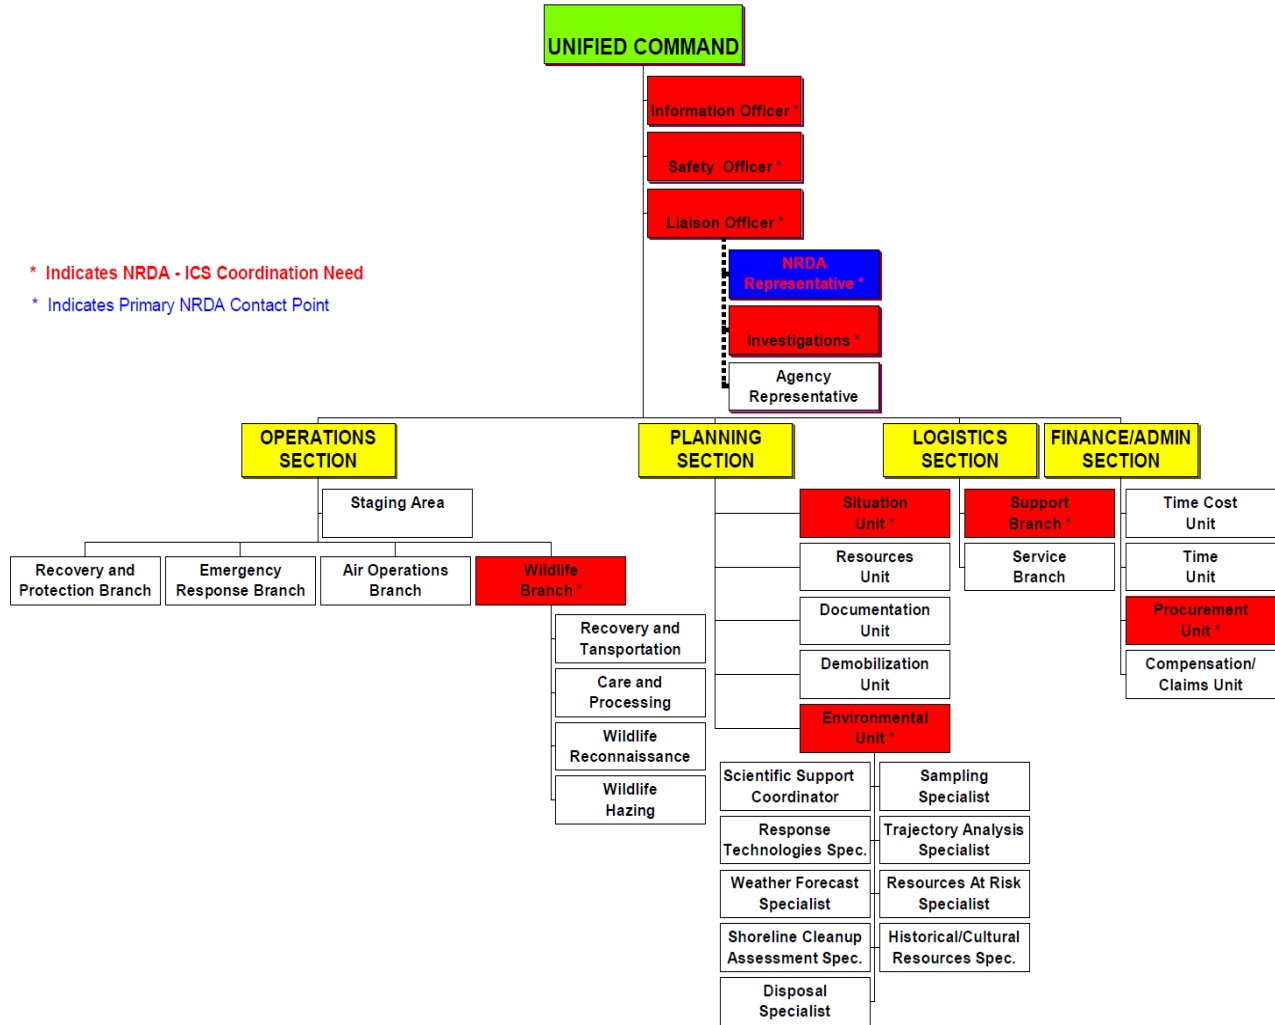 UNIFIED COMMAND
Information Officer *
Safety Officer *
Liaison Officer *
NRDA
Representative *
Investigations *
Agency
Representative
* Indicates NRDA - ICS Coordination Need
* Indicates Primary NRDA Contact Point
OPERATIONS
SECTION
PLANNING
SECTION
LOGISTICS
SECTION
FINANCE/ADMIN
SECTION
Staging Area
Recovery and
Protection Branch
Emergency
Response Branch
Air Operations
Branch
Wildlife
Branch *
Recovery and
Tansportation
Care and
Processing
Wildlife
Reconnaissance
Wildlife
Hazing
Situation
Unit *
Resources
Unit
Documentation
Unit
Demobilization
Unit
Environmental
Unit *
Scientific Support
Coordinator
Sampling
Specialist
Response
Technologies Spec.
Trajectory Analysis
Specialist
Weather Forecast
Specialist
Resources At Risk
Specialist
Shoreline Cleanup
Assessment Spec.
Historical/Cultural
Resources Spec.
Disposal
Specialist
Support
Branch *
Service
Branch
Time Cost
Unit
Time
Unit
Procurement
Unit *
Compensation/
Claims Unit